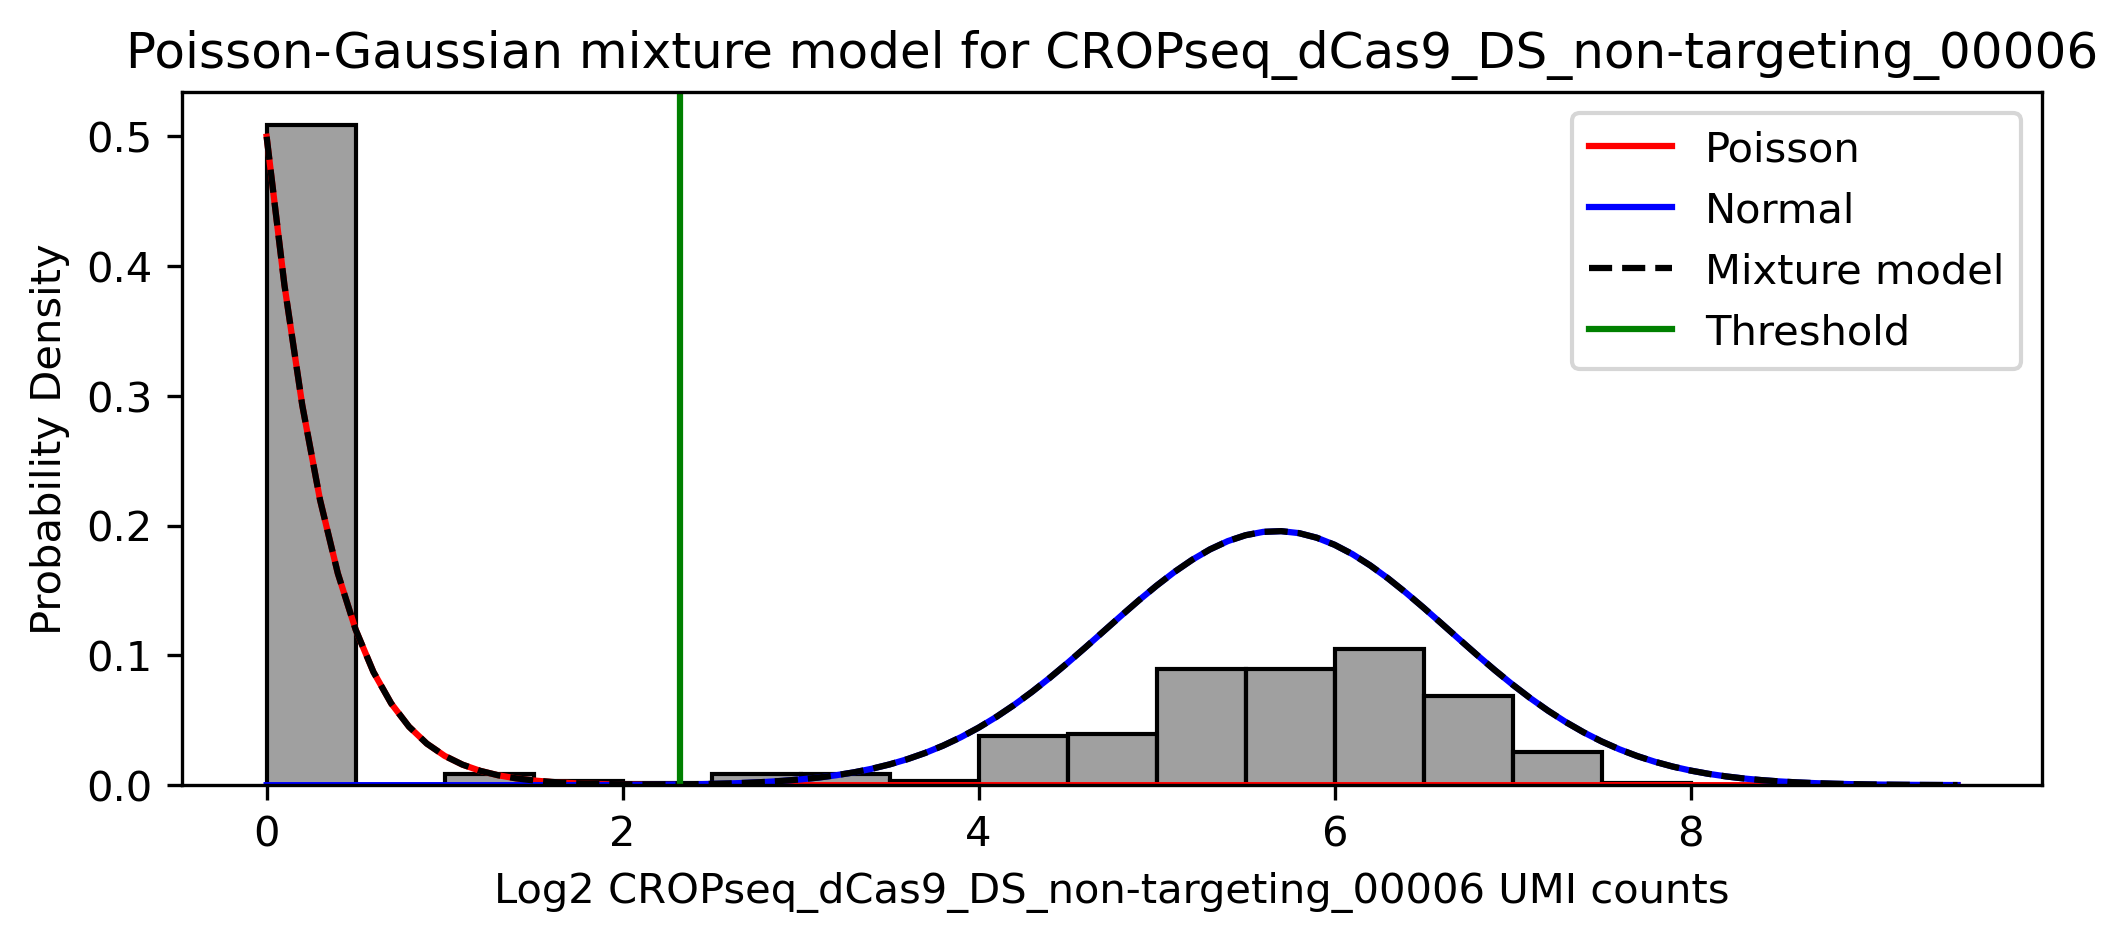 Poisson-Gaussian mixture model for CROPseq_dCas9_DS_non-targeting_00006
Probability Density
0.5
0.4
0.3
0.2
0.1
0.0
Poisson
Normal
Mixture model
Threshold
0 2 4 6 8
Log2 CROPseq_dCas9_DS_non-targeting_00006 UMI counts